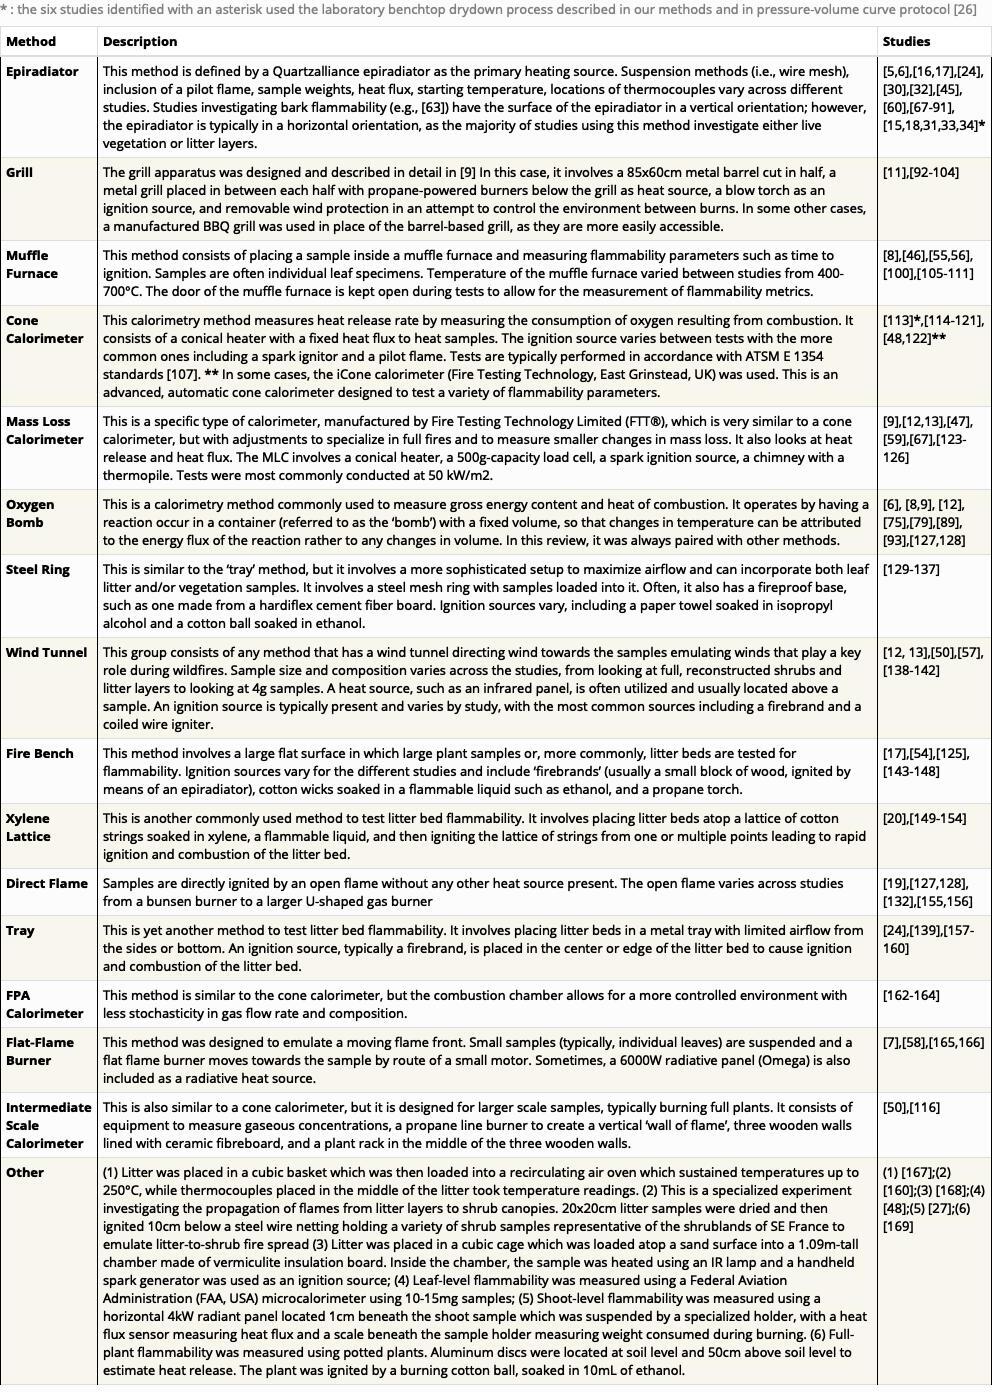 * : the six studies identified with an asterisk used the laboratory benchtop drydown process described in our methods and in pressure-volume curve protocol [26]
Method Description Studies
Epiradiator This method is defined by a Quartzalliance epiradiator as the primary heating source. Suspension methods (i.e., wire mesh), [5,6],[16,17],[24],
inclusion of a pilot flame, sample weights, heat flux, starting temperature, locations of thermocouples vary across different [30],[32],[45],
studies. Studies investigating bark flammability (e.g., [63]) have the surface of the epiradiator in a vertical orientation; however, [60],[67-91],
the epiradiator is typically in a horizontal orientation, as the majority of studies using this method investigate either live [15,18,31,33,34]*
vegetation or litter layers.
Grill The grill apparatus was designed and described in detail in [9] In this case, it involves a 85x60cm metal barrel cut in half, a [11],[92-104]
metal grill placed in between each half with propane-powered burners below the grill as heat source, a blow torch as an
ignition source, and removable wind protection in an attempt to control the environment between burns. In some other cases,
a manufactured BBQ grill was used in place of the barrel-based grill, as they are more easily accessible.
Muffle This method consists of placing a sample inside a muffle furnace and measuring flammability parameters such as time to [8],[46],[55,56],
Furnace ignition. Samples are often individual leaf specimens. Temperature of the muffle furnace varied between studies from 400- [100],[105-111]
700°C. The door of the muffle furnace is kept open during tests to allow for the measurement of flammability metrics.
Cone This calorimetry method measures heat release rate by measuring the consumption of oxygen resulting from combustion. It [113]*,[114-121],
Calorimeter consists of a conical heater with a fixed heat flux to heat samples. The ignition source varies between tests with the more [48,122]**
common ones including a spark ignitor and a pilot flame. Tests are typically performed in accordance with ATSM E 1354
standards [107]. ** In some cases, the iCone calorimeter (Fire Testing Technology, East Grinstead, UK) was used. This is an
advanced, automatic cone calorimeter designed to test a variety of flammability parameters.
Mass Loss This is a specific type of calorimeter, manufactured by Fire Testing Technology Limited (FTT®), which is very similar to a cone [9],[12,13],[47],
Calorimeter calorimeter, but with adjustments to specialize in full fires and to measure smaller changes in mass loss. It also looks at heat [59],[67],[123-
release and heat flux. The MLC involves a conical heater, a 500g-capacity load cell, a spark ignition source, a chimney with a 126]
thermopile. Tests were most commonly conducted at 50 kW/m2.
Oxygen This is a calorimetry method commonly used to measure gross energy content and heat of combustion. It operates by having a [6], [8,9], [12],
Bomb reaction occur in a container (referred to as the ‘bomb’) with a fixed volume, so that changes in temperature can be attributed [75],[79],[89],
to the energy flux of the reaction rather to any changes in volume. In this review, it was always paired with other methods. [93],[127,128]
Steel Ring This is similar to the ‘tray’ method, but it involves a more sophisticated setup to maximize airflow and can incorporate both leaf [129-137]
litter and/or vegetation samples. It involves a steel mesh ring with samples loaded into it. Often, it also has a fireproof base,
such as one made from a hardiflex cement fiber board. Ignition sources vary, including a paper towel soaked in isopropyl
alcohol and a cotton ball soaked in ethanol.
Wind Tunnel This group consists of any method that has a wind tunnel directing wind towards the samples emulating winds that play a key [12, 13],[50],[57],
role during wildfires. Sample size and composition varies across the studies, from looking at full, reconstructed shrubs and [138-142]
litter layers to looking at 4g samples. A heat source, such as an infrared panel, is often utilized and usually located above a
sample. An ignition source is typically present and varies by study, with the most common sources including a firebrand and a
coiled wire igniter.
Fire Bench This method involves a large flat surface in which large plant samples or, more commonly, litter beds are tested for [17],[54],[125],
flammability. Ignition sources vary for the different studies and include ‘firebrands’ (usually a small block of wood, ignited by [143-148]
means of an epiradiator), cotton wicks soaked in a flammable liquid such as ethanol, and a propane torch.
Xylene This is another commonly used method to test litter bed flammability. It involves placing litter beds atop a lattice of cotton [20],[149-154]
Lattice strings soaked in xylene, a flammable liquid, and then igniting the lattice of strings from one or multiple points leading to rapid
ignition and combustion of the litter bed.
Direct Flame Samples are directly ignited by an open flame without any other heat source present. The open flame varies across studies [19],[127,128],
from a bunsen burner to a larger U-shaped gas burner [132],[155,156]
Tray This is yet another method to test litter bed flammability. It involves placing litter beds in a metal tray with limited airflow from [24],[139],[157-
the sides or bottom. An ignition source, typically a firebrand, is placed in the center or edge of the litter bed to cause ignition 160]
and combustion of the litter bed.
FPA This method is similar to the cone calorimeter, but the combustion chamber allows for a more controlled environment with [162-164]
Calorimeter less stochasticity in gas flow rate and composition.
Flat-Flame This method was designed to emulate a moving flame front. Small samples (typically, individual leaves) are suspended and a [7],[58],[165,166]
Burner flat flame burner moves towards the sample by route of a small motor. Sometimes, a 6000W radiative panel (Omega) is also
included as a radiative heat source.
Intermediate This is also similar to a cone calorimeter, but it is designed for larger scale samples, typically burning full plants. It consists of [50],[116]
Scale equipment to measure gaseous concentrations, a propane line burner to create a vertical ‘wall of flame’, three wooden walls
Calorimeter lined with ceramic fibreboard, and a plant rack in the middle of the three wooden walls.
Other (1) Litter was placed in a cubic basket which was then loaded into a recirculating air oven which sustained temperatures up to (1) [167];(2)
250°C, while thermocouples placed in the middle of the litter took temperature readings. (2) This is a specialized experiment [160];(3) [168];(4)
investigating the propagation of flames from litter layers to shrub canopies. 20x20cm litter samples were dried and then [48];(5) [27];(6)
ignited 10cm below a steel wire netting holding a variety of shrub samples representative of the shrublands of SE France to [169]
emulate litter-to-shrub fire spread (3) Litter was placed in a cubic cage which was loaded atop a sand surface into a 1.09m-tall
chamber made of vermiculite insulation board. Inside the chamber, the sample was heated using an IR lamp and a handheld
spark generator was used as an ignition source; (4) Leaf-level flammability was measured using a Federal Aviation
Administration (FAA, USA) microcalorimeter using 10-15mg samples; (5) Shoot-level flammability was measured using a
horizontal 4kW radiant panel located 1cm beneath the shoot sample which was suspended by a specialized holder, with a heat
flux sensor measuring heat flux and a scale beneath the sample holder measuring weight consumed during burning. (6) Full-
plant flammability was measured using potted plants. Aluminum discs were located at soil level and 50cm above soil level to
estimate heat release. The plant was ignited by a burning cotton ball, soaked in 10mL of ethanol.